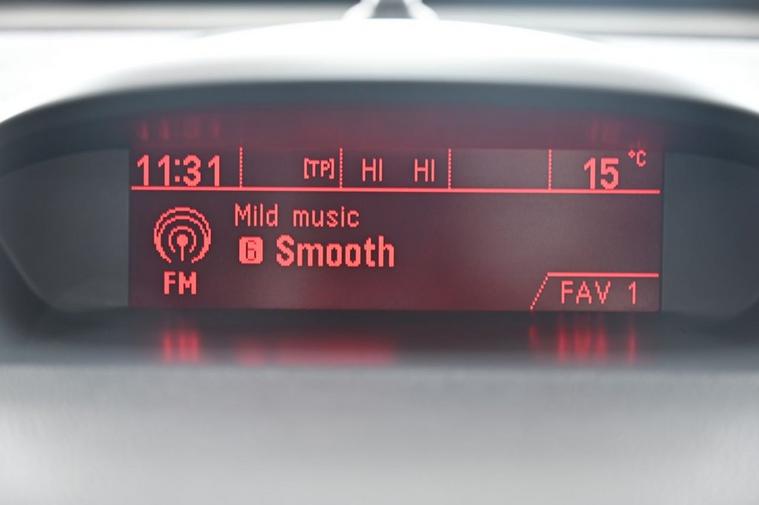 11:31 [TP] HI HI 15 °C
Mild music
6 Smooth
FM
FAV 1